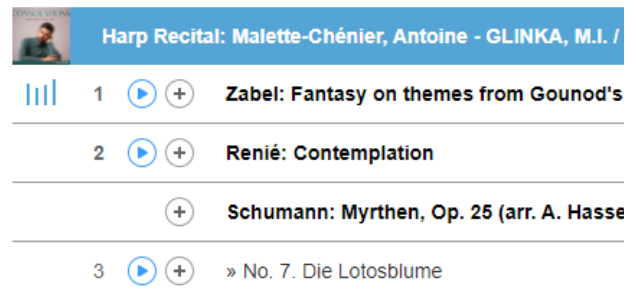 CONSOLATIONS
Harp Recital: Malette-Chénier, Antoine - GLINKA, M.I. /
1 Zabel: Fantasy on themes from Gounod's
2 Renié: Contemplation
Schumann: Myrthen, Op. 25 (arr. A. Hasse
3 » No. 7. Die Lotosblume